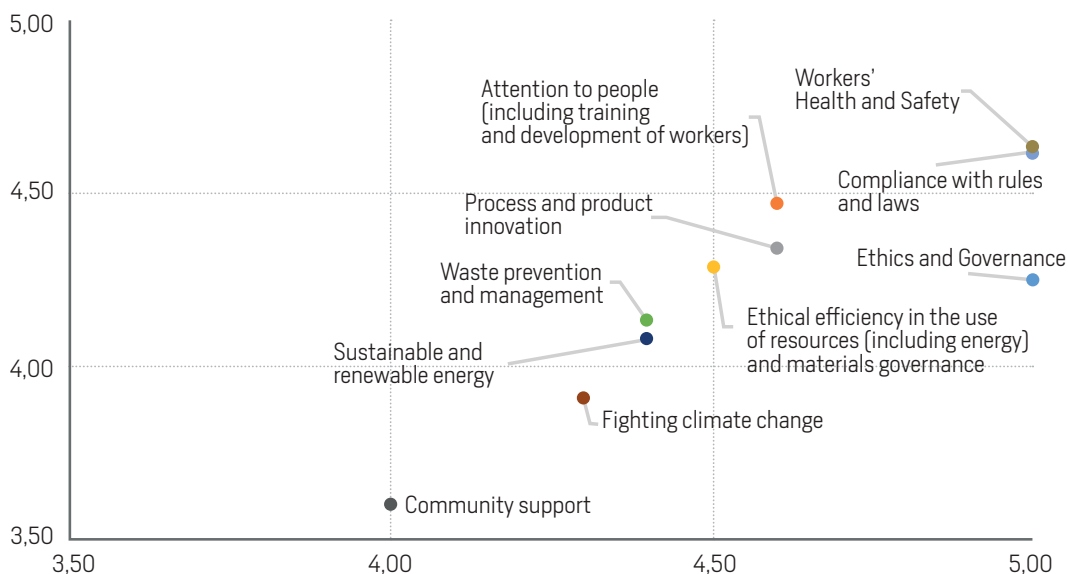 5,00
Workers'
Health and Safety
Attention to people
(including training
and development of workers)
Compliance with rules
and laws
4,50
Process and product
innovation
Ethics and Governance
Waste prevention
and management
Ethical efficiency in the use
of resources (including energy)
and materials governance
Sustainable and
renewable energy
4,00
Fighting climate change
Community support
3,50
3,50
4,00
4,50
5,00